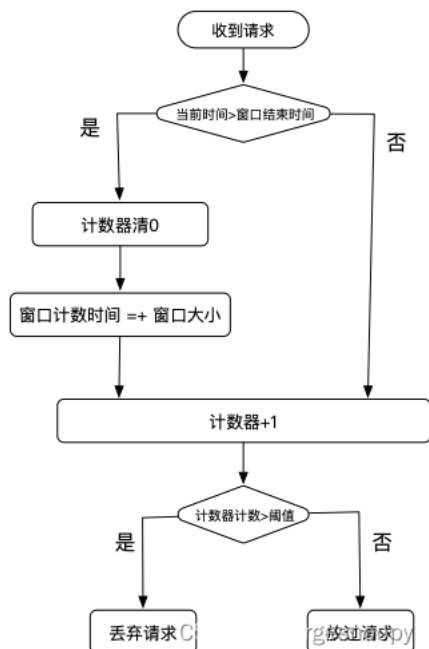 收到请求
当前时间>窗口结束时间
是
否
计数器清0
窗口计数时间 =+ 窗口大小
计数器+1
计数器计数>阈值
是
否
丢弃请求
放过请求